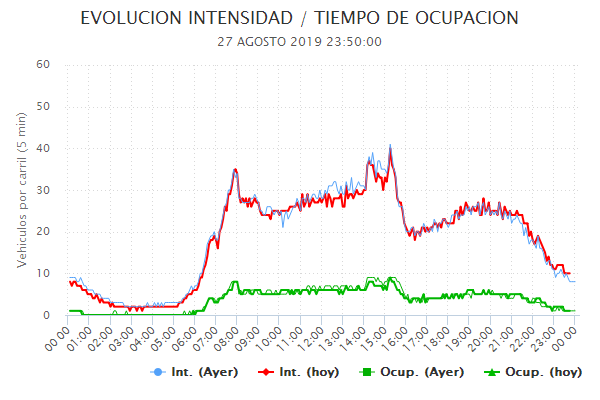 EVOLUCION INTENSIDAD / TIEMPO DE OCUPACION
27 AGOSTO 2019 23:50:00
Vehiculos por carril (5 min)
60
50
40
30
20
10
0
00:00 01:00 02:00 03:00 04:00 05:00 06:00 07:00 08:00 09:00 10:00 11:00 12:00 13:00 14:00 15:00 16:00 17:00 18:00 19:00 20:00 21:00 22:00 23:00 00:00
Int. (Ayer) Int. (hoy) Ocup. (Ayer) Ocup. (hoy)